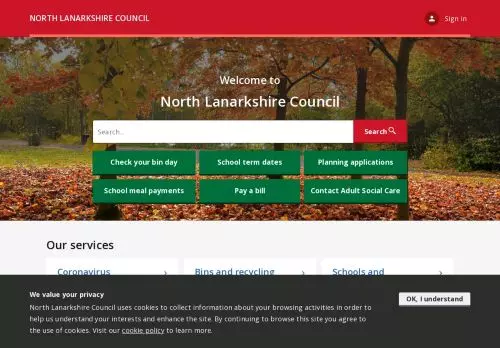 NORTH LANARKSHIRE COUNCIL
Sign in
Welcome to
North Lanarkshire Council
Search...
Search
Check your bin day
School term dates
Planning applications
School meal payments
Pay a bill
Contact Adult Social Care
Our services
Coronavirus
Bins and recycling
Schools and
We value your privacy
OK, I understand
North Lanarkshire Council uses cookies to collect information about your browsing activities in order to
help us understand your interests and enhance the site. By continuing to browse this site you agree to
the use of cookies. Visit our cookie policy to learn more.